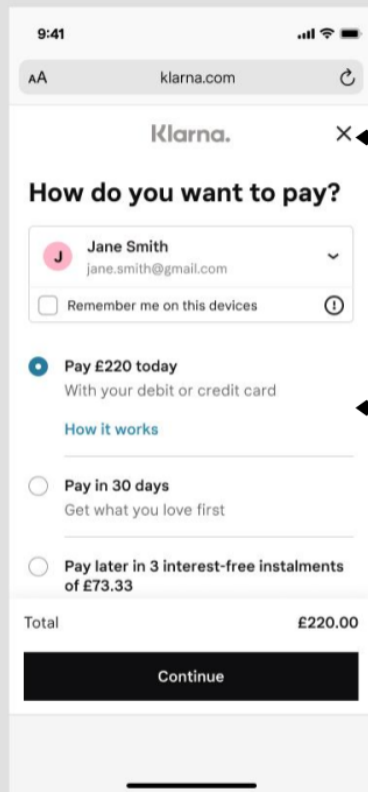 9:41
AA klarna.com
Klarna.
How do you want to pay?
J
Jane Smith
jane.smith@gmail.com
Remember me on this devices
Pay £220 today
With your debit or credit card
How it works
Pay in 30 days
Get what you love first
Pay later in 3 interest-free instalments
of £73.33
Total £220.00
Continue